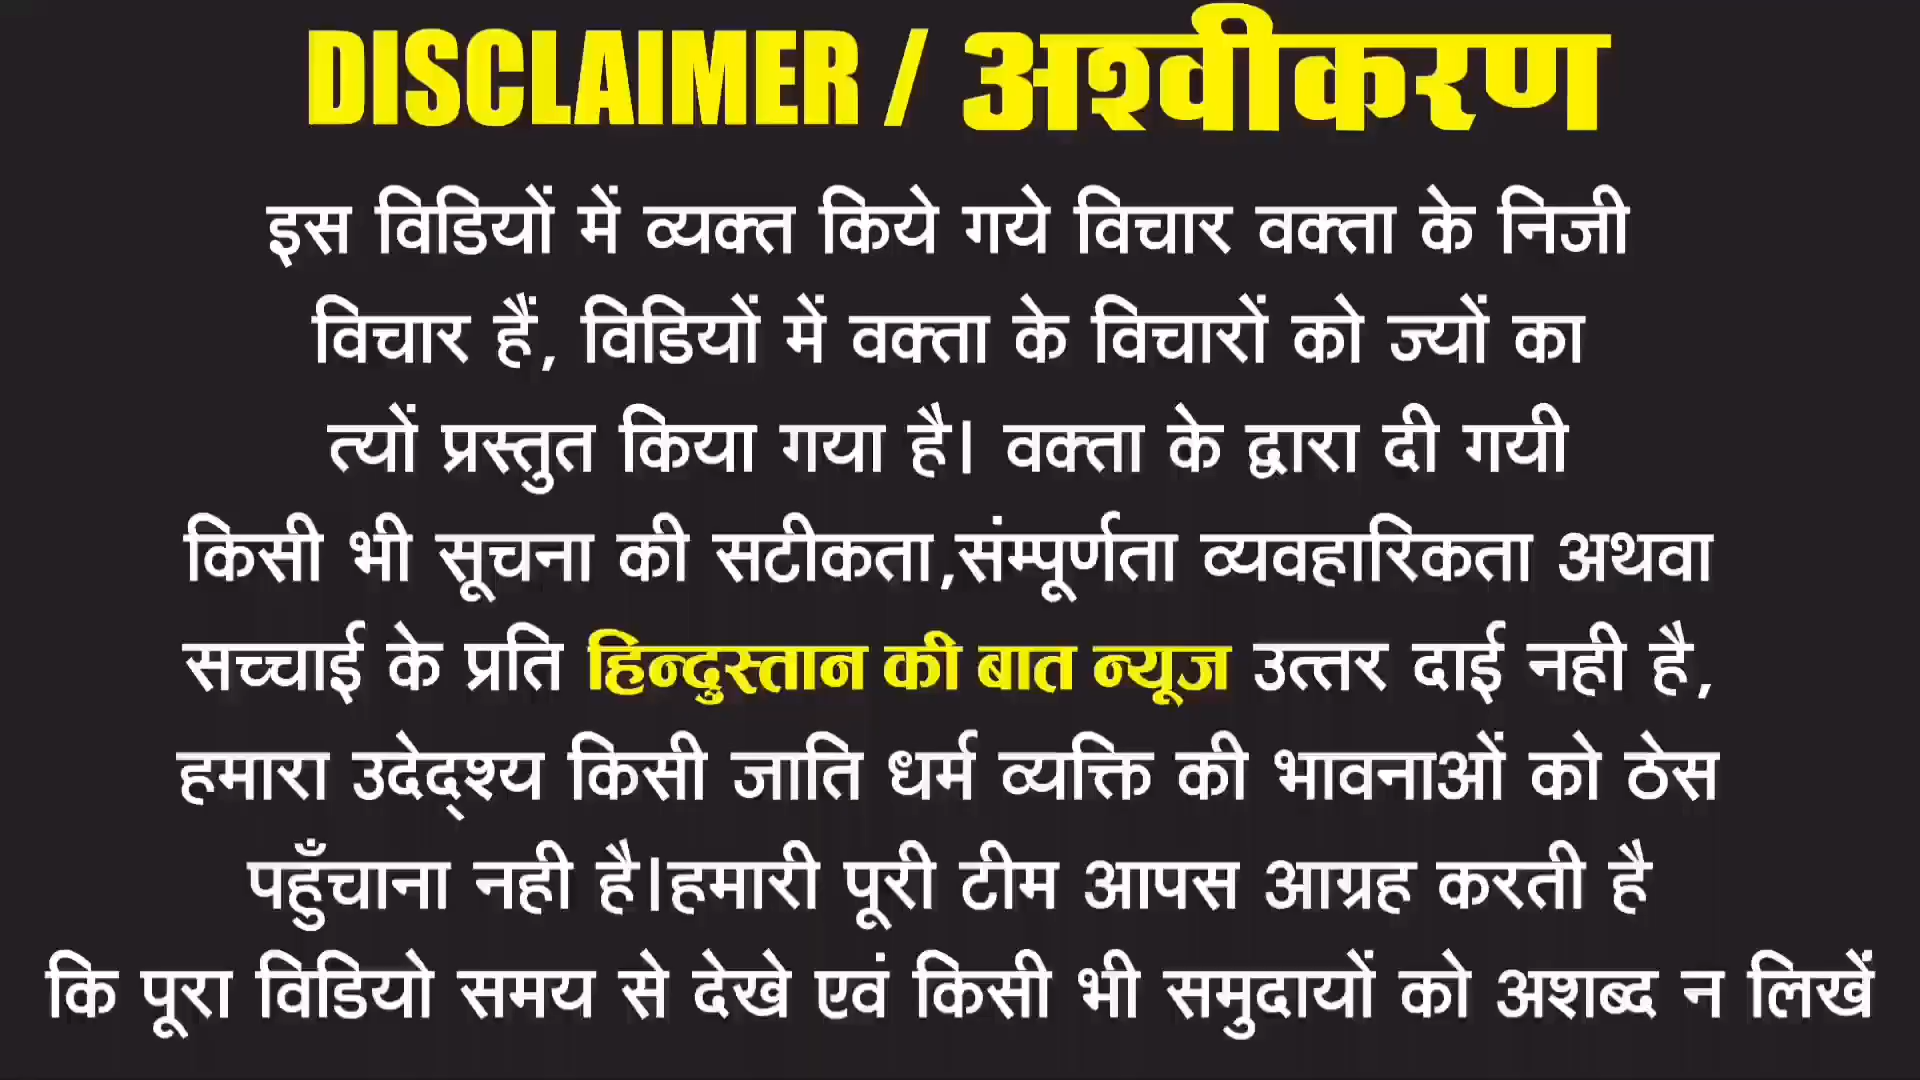 DISCLAIMER / अश्वीकरण
इस विडियों में व्यक्त किये गये विचार वक्ता के निजी
विचार हैं, विडियों में वक्ता के विचारों को ज्यों का
त्यों प्रस्तुत किया गया है। वक्ता के द्वारा दी गयी
किसी भी सूचना की सटीकता,संम्पूर्णता व्यवहारिकता अथवा
सच्चाई के प्रति हिन्दुस्तान की बात न्यूज उत्तर दाई नही है,
हमारा उदेद्श्य किसी जाति धर्म व्यक्ति की भावनाओं को ठेस
पहुँचाना नही है।हमारी पूरी टीम आपस आग्रह करती है
कि पूरा विडियो समय से देखे एवं किसी भी समुदायों को अशब्द न लिखें